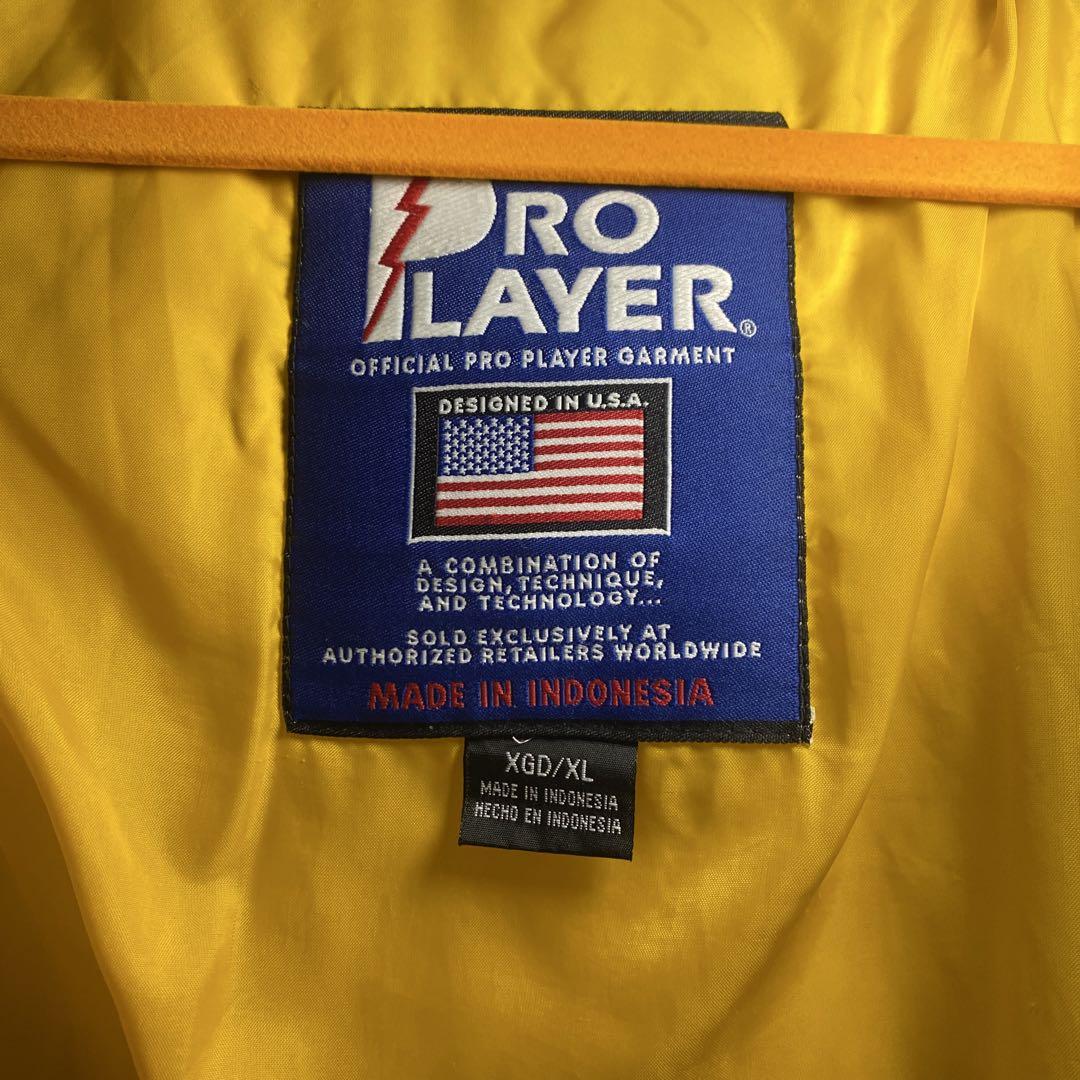 PRO
PLAYER®
OFFICIAL PRO PLAYER GARMENT
DESIGNED IN U.S.A.
A COMBINATION OF
DESIGN, TECHNIQUE,
AND TECHNOLOGY...
SOLD EXCLUSIVELY AT
AUTHORIZED RETAILERS WORLDWIDE
MADE IN INDONESIA
XGD/XL
MADE IN INDONESIA
HECHO EN INDONESIA